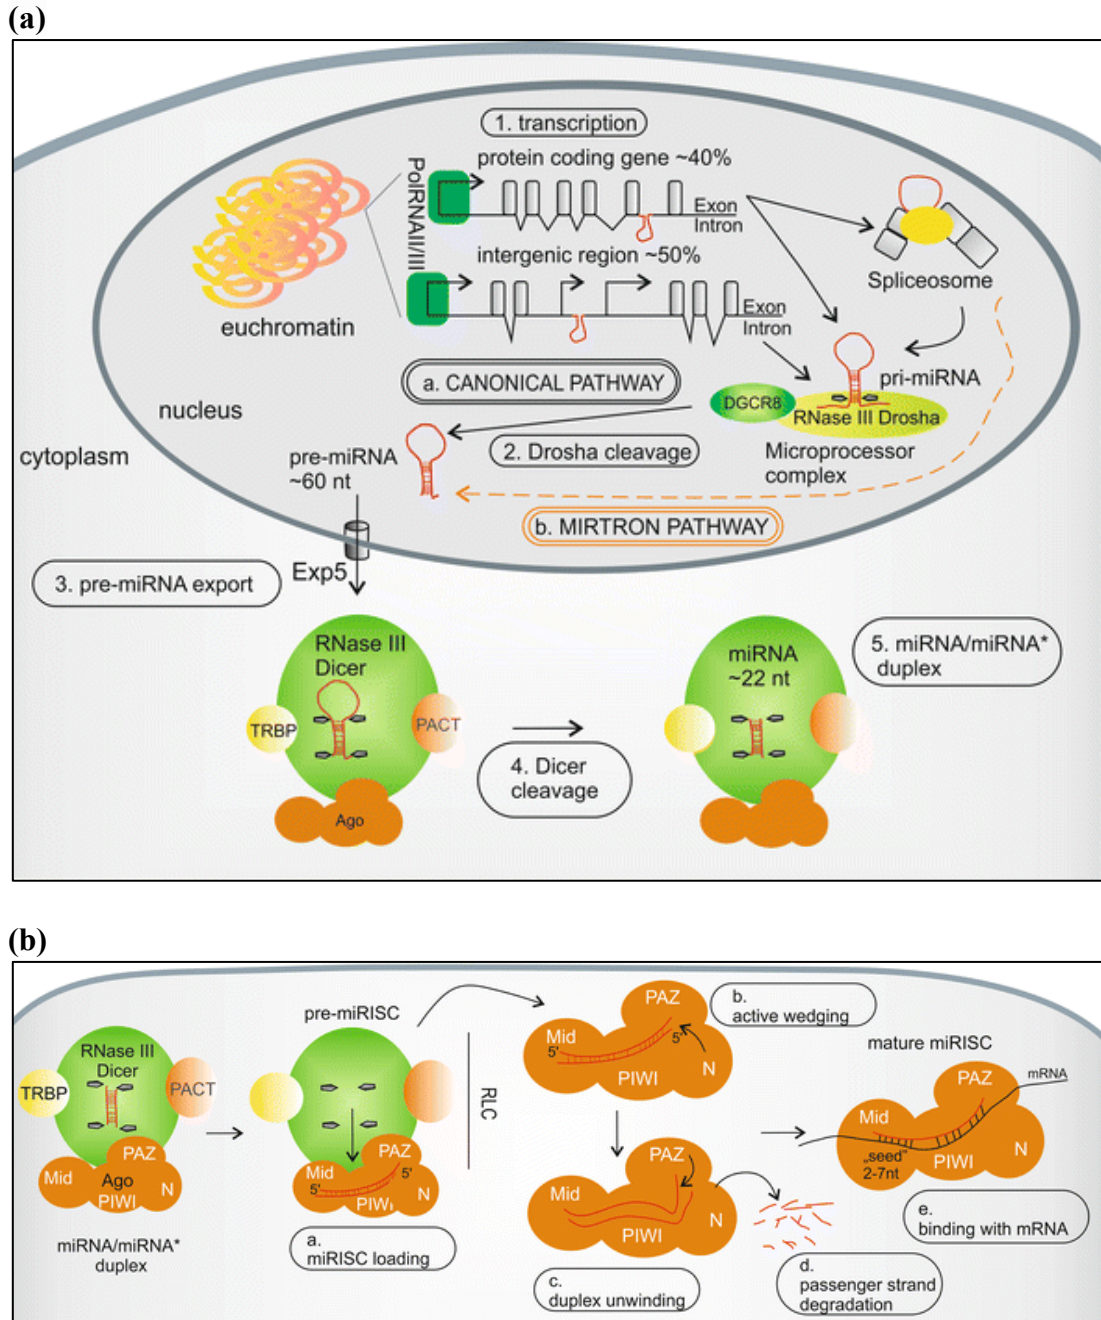 (a)
1. transcription
PolRNAII/III
protein coding gene ~40%
Exon
Intron
intergenic region ~50%
Exon
Intron
Spliceosome
euchromatin
a. CANONICAL PATHWAY
pri-miRNA
DGCR8
RNase III Drosha
Microprocessor
complex
nucleus
cytoplasm
pre-miRNA
~60 nt
2. Drosha cleavage
b. MIRTRON PATHWAY
3. pre-miRNA export
Exp5
RNase III
Dicer
TRBP
PACT
Ago
4. Dicer
cleavage
miRNA
~22 nt
5. miRNA/miRNA*
duplex
(b)
RNase III
Dicer
TRBP
PACT
PAZ
Mid
Ago
PIWI
N
miRNA/miRNA*
duplex
pre-miRISC
Mid
PAZ
5'
5'
PIWI
N
a.
miRISC loading
RLC
PAZ
Mid
5'
5'
PIWI
N
b.
active wedging
PAZ
Mid
PIWI
N
c.
duplex unwinding
d.
passenger strand
degradation
mature miRISC
PAZ
mRNA
Mid
„seed"
2-7nt
PIWI
N
e.
binding with mRNA